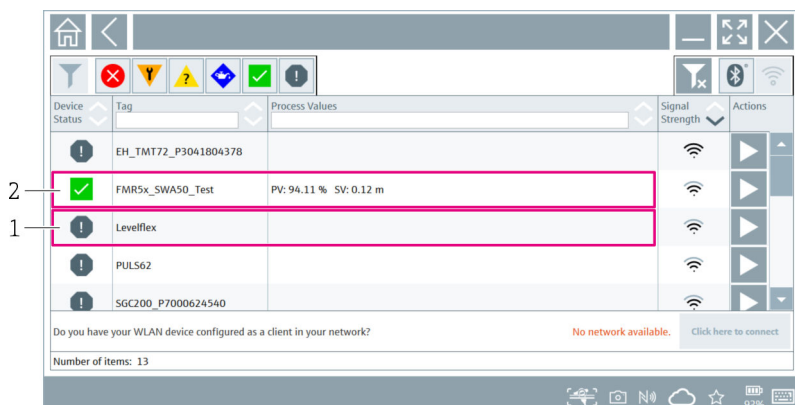 Device Status
Tag
Process Values
Signal Strength
Actions
EH_TMT72_P3041804378
2
FMR5x_SWA50_Test
PV: 94.11 %   SV: 0.12 m
1
Levelflex
PULS62
SGC200_P7000624540
Do you have your WLAN device configured as a client in your network?
No network available.
Click here to connect
Number of items: 13
92%